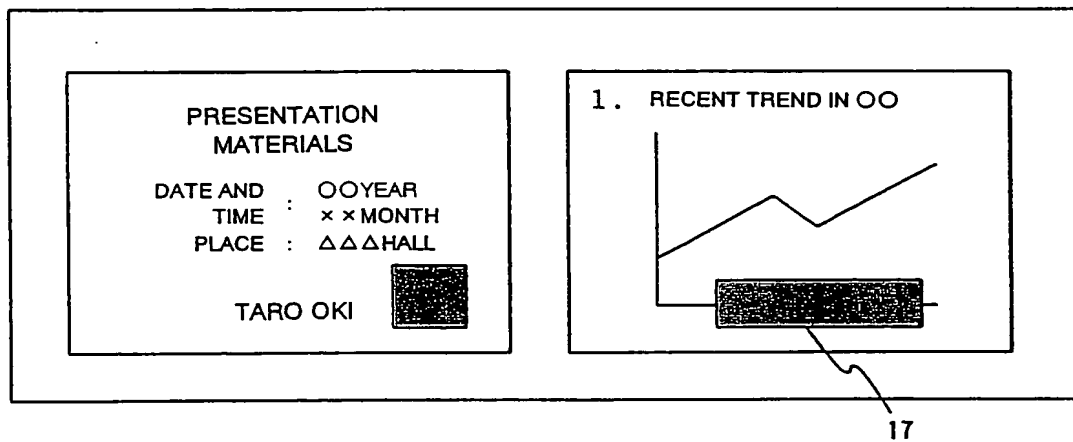 PRESENTATION
MATERIALS
DATE AND
TIME : ○○YEAR
××MONTH
PLACE : △△△HALL
TARO OKI
1. RECENT TREND IN ○○
17